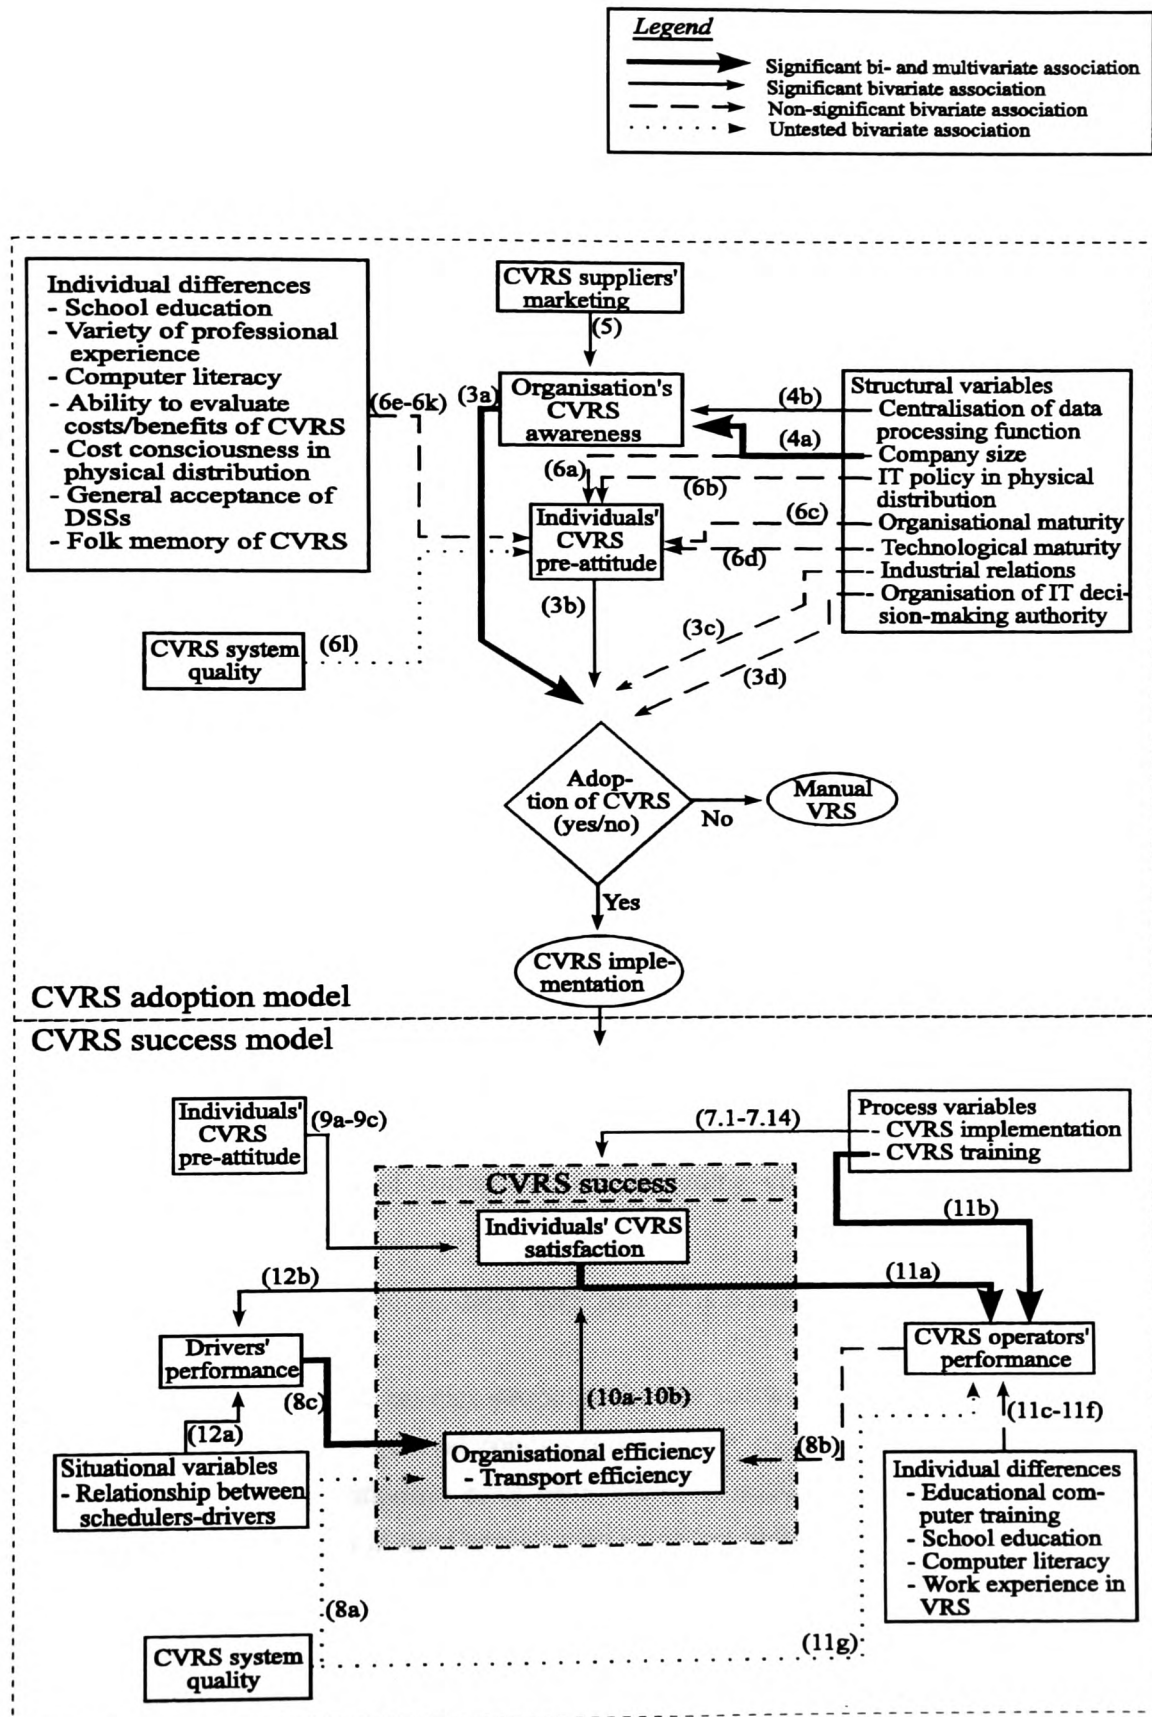 Legend
Significant bi- and multivariate association
Significant bivariate association
Non-significant bivariate association
Untested bivariate association
Individual differences
- School education
- Variety of professional
experience
- Computer literacy
- Ability to evaluate
costs/benefits of CVRS
- Cost consciousness in
physical distribution
- General acceptance of
DSSs
- Folk memory of CVRS
CVRS suppliers'
marketing
(5)
Organisation's
CVRS
awareness
(6e-6k)
(3a)
(4b)
(4a)
Structural variables
- Centralisation of data
processing function
- Company size
- IT policy in physical
distribution
- Organisational maturity
- Technological maturity
- Industrial relations
- Organisation of IT deci-
sion-making authority
(6a)
(6b)
(6c)
(6d)
Individuals'
CVRS
pre-attitude
(3b)
(3c)
(3d)
CVRS system
quality
(6l)
Adop-
tion of CVRS
(yes/no)
No
Manual
VRS
Yes
CVRS imple-
mentation
CVRS adoption model
CVRS success model
Individuals'
CVRS
pre-attitude
(9a-9c)
(7.1-7.14)
Process variables
- CVRS implementation
- CVRS training
CVRS success
Individuals' CVRS
satisfaction
(11b)
(12b)
(11a)
Drivers'
performance
CVRS operators'
performance
(8c)
(10a-10b)
(11c-11f)
(12a)
(8b)
Situational variables
- Relationship between
schedulers-drivers
Organisational efficiency
- Transport efficiency
Individual differences
- Educational com-
puter training
- School education
- Computer literacy
- Work experience in
VRS
(8a)
(11g)
CVRS system
quality